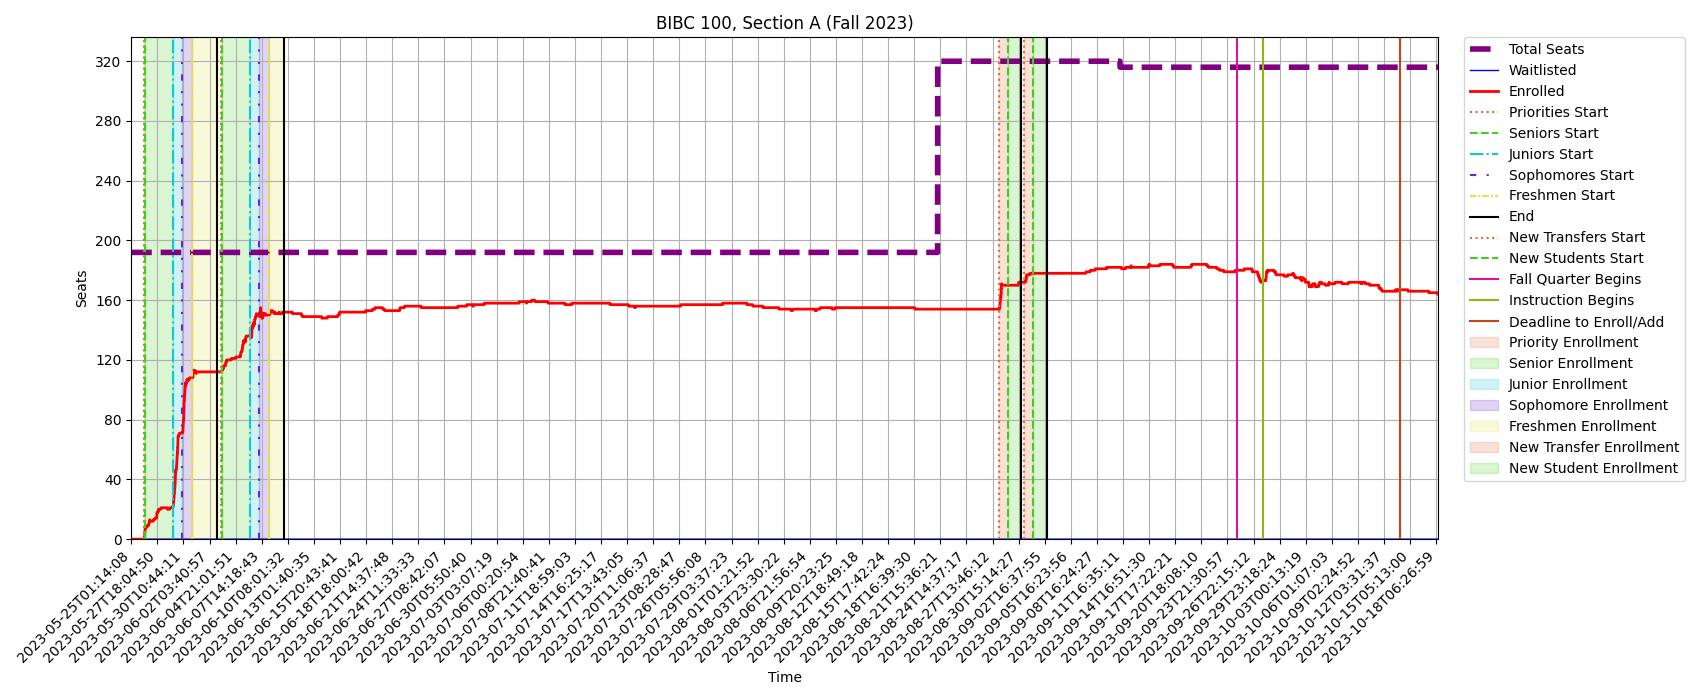 BIBC 100, Section A (Fall 2023)
Seats
320
280
240
200
160
120
80
40
0
2023-05-25T01:14:08
2023-05-27T18:04:50
2023-05-30T10:44:11
2023-06-02T03:40:57
2023-06-04T21:01:51
2023-06-07T14:18:43
2023-06-10T08:01:32
2023-06-13T01:40:35
2023-06-15T20:43:41
2023-06-18T18:00:42
2023-06-21T14:37:48
2023-06-24T11:33:33
2023-06-27T08:42:07
2023-06-30T05:50:40
2023-07-03T03:07:19
2023-07-06T00:20:54
2023-07-08T21:40:41
2023-07-11T18:59:03
2023-07-14T16:25:17
2023-07-17T13:43:05
2023-07-20T11:06:37
2023-07-23T08:28:47
2023-07-26T05:56:08
2023-07-29T03:37:23
2023-08-01T01:21:52
2023-08-03T23:30:22
2023-08-06T21:56:54
2023-08-09T20:23:25
2023-08-12T18:49:18
2023-08-15T17:42:24
2023-08-18T16:39:30
2023-08-21T15:36:21
2023-08-24T14:37:17
2023-08-27T13:46:12
2023-08-30T15:14:27
2023-09-02T16:37:55
2023-09-05T16:23:56
2023-09-08T16:24:27
2023-09-11T16:35:11
2023-09-14T16:51:30
2023-09-17T17:22:21
2023-09-20T18:08:10
2023-09-23T21:30:57
2023-09-26T22:15:12
2023-09-29T23:18:24
2023-10-03T00:13:19
2023-10-06T01:07:03
2023-10-09T02:24:52
2023-10-12T03:31:37
2023-10-15T05:13:00
2023-10-18T06:26:59
Time
Total Seats
Waitlisted
Enrolled
Priorities Start
Seniors Start
Juniors Start
Sophomores Start
Freshmen Start
End
New Transfers Start
New Students Start
Fall Quarter Begins
Instruction Begins
Deadline to Enroll/Add
Priority Enrollment
Senior Enrollment
Junior Enrollment
Sophomore Enrollment
Freshmen Enrollment
New Transfer Enrollment
New Student Enrollment